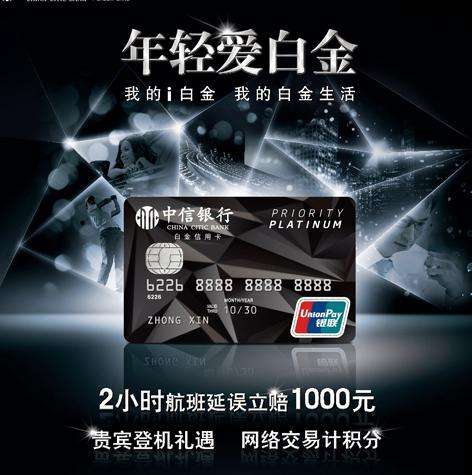 年轻爱白金
我的i白金 我的白金生活
中信银行
CHINA CITIC BANK
白金信用卡
PRIORITY
PLATINUM
6226 8888 8888 8888
6226
MONTH/YEAR
VALID THRU 10/30
ZHONG XIN
UnionPay
银联
2小时航班延误立赔1000元
贵宾登机礼遇 网络交易计积分